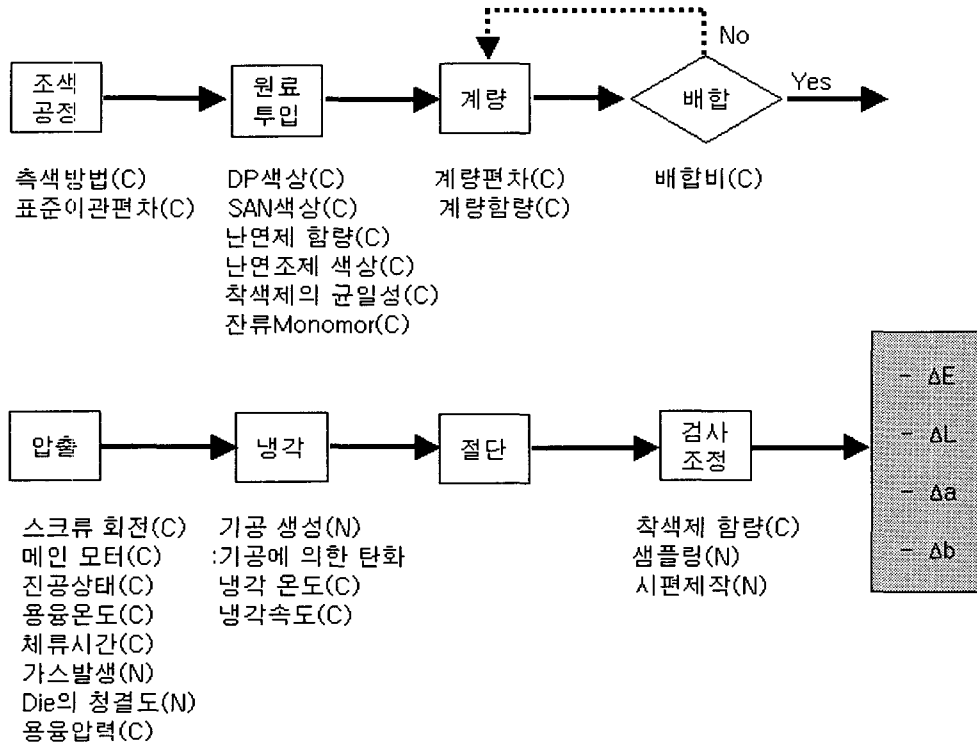 No
조색
공정
원료
투입
계량
배합
Yes
측색방법(C)
표준이관편차(C)
DP색상(C)
SAN색상(C)
난연제 함량(C)
난연조제 색상(C)
착색제의 균일성(C)
잔류Monomor(C)
계량편차(C)
계량함량(C)
배합비(C)
압출
냉각
절단
검사
조정
- ΔE
- ΔL
- Δa
- Δb
스크류 회전(C)
메인 모터(C)
진공상태(C)
용융온도(C)
체류시간(C)
가스발생(N)
Die의 청결도(N)
용융압력(C)
기공 생성(N)
:기공에 의한 탄화
냉각 온도(C)
냉각속도(C)
착색제 함량(C)
샘플링(N)
시편제작(N)